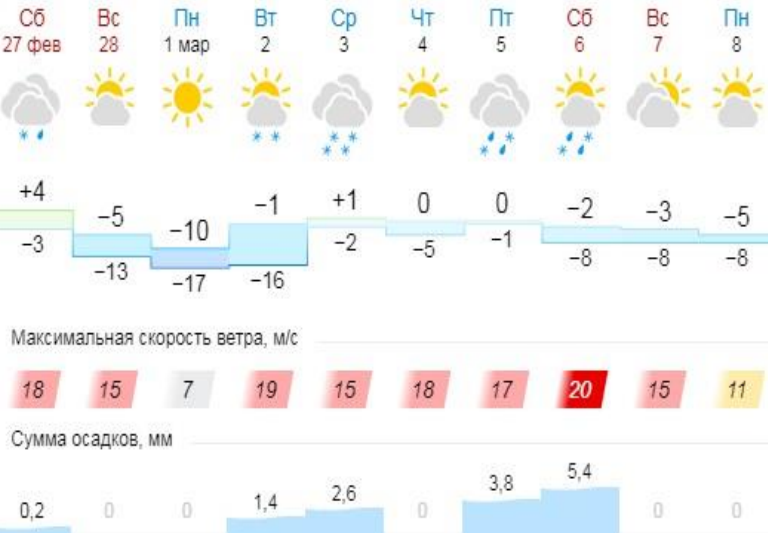 Сб Вс Пн Вт Ср Чт Пт Сб Вс Пн
27 фев 28 1 мар 2 3 4 5 6 7 8
+4 −5 −10 −1 +1 0 0 −2 −3 −5
−3 −13 −17 −16 −2 −5 −1 −8 −8 −8
Максимальная скорость ветра, м/с
18 15 7 19 15 18 17 20 15 11
Сумма осадков, мм
0,2 0 0 1,4 2,6 0 3,8 5,4 0 0